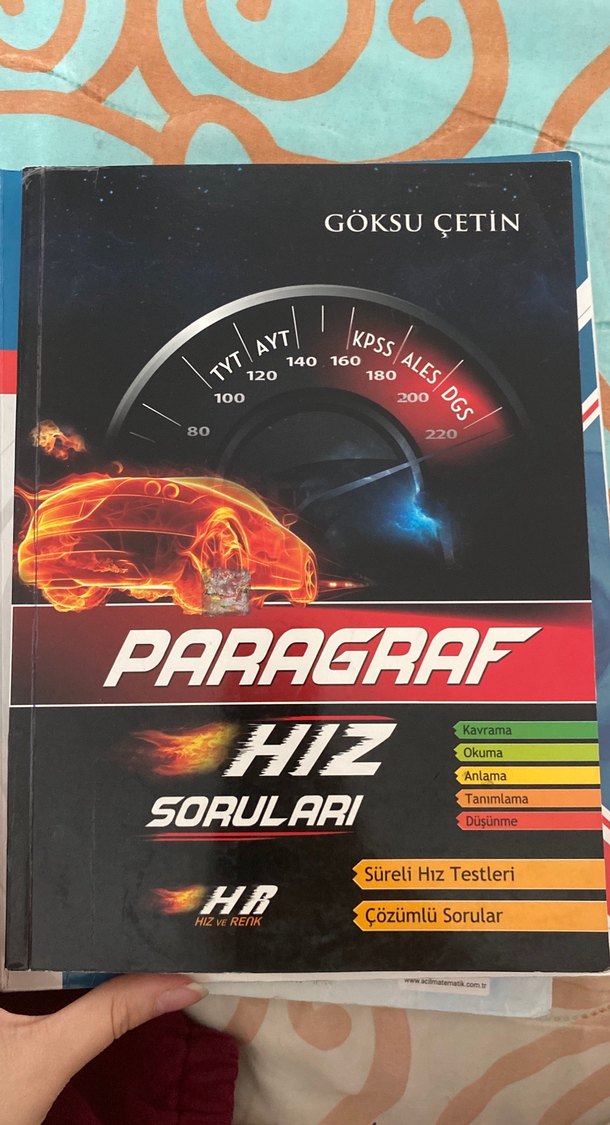 GÖKSU ÇETİN
TYT AYT KPSS ALES DGS
80 100 120 140 160 180 200 220
PARAGRAF
HIZ
SORULARI
Kavrama
Okuma
Anlama
Tanımlama
Düşünme
Süreli Hız Testleri
Çözümlü Sorular
HR
HIZ VE RENK
www.acilmatematik.com.tr